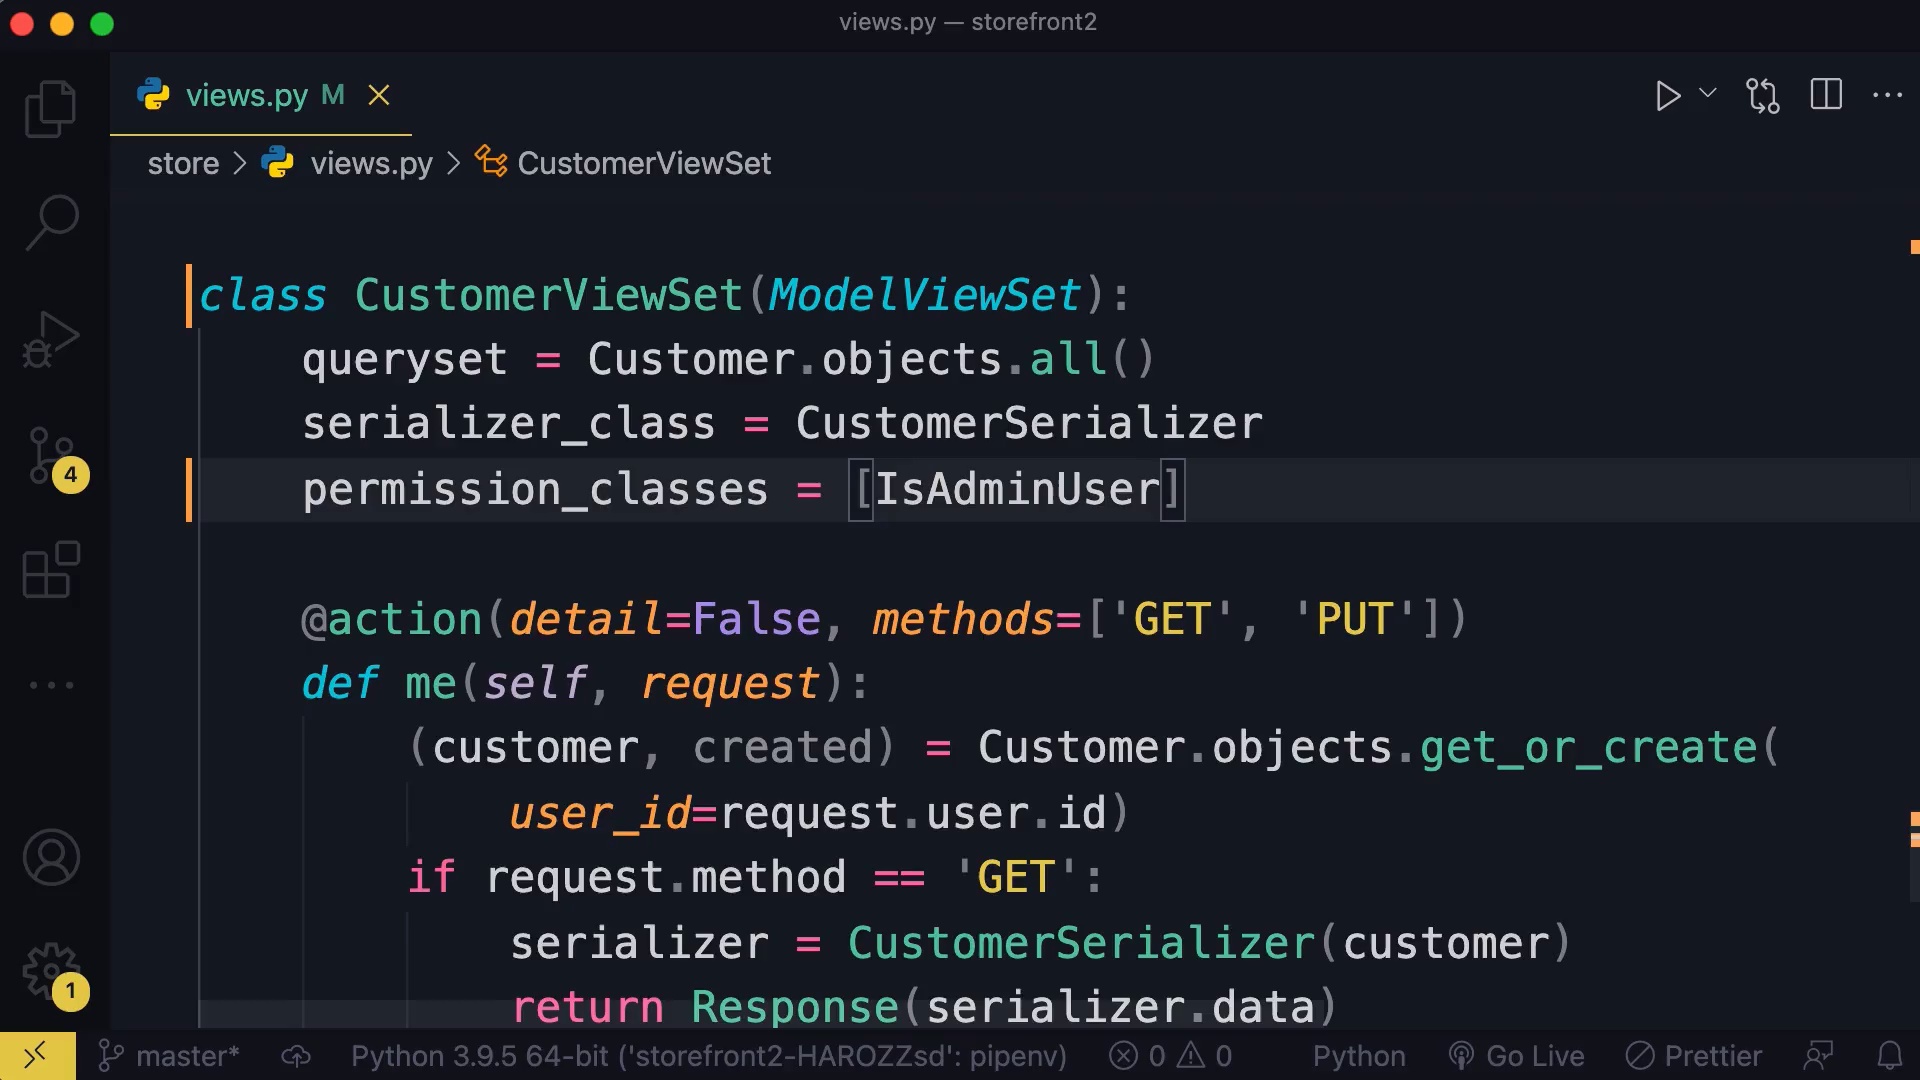 views.py — storefront2
views.py M
store > views.py > CustomerViewSet
class CustomerViewSet(ModelViewSet):
    queryset = Customer.objects.all()
    serializer_class = CustomerSerializer
    permission_classes = [IsAdminUser]
4
    @action(detail=False, methods=['GET', 'PUT'])
    def me(self, request):
        (customer, created) = Customer.objects.get_or_create(
            user_id=request.user.id)
        if request.method == 'GET':
            serializer = CustomerSerializer(customer)
1
            return Response(serializer.data)
master* Python 3.9.5 64-bit ('storefront2-HAROZZsd': pipenv) 0 0 Python Go Live Prettier